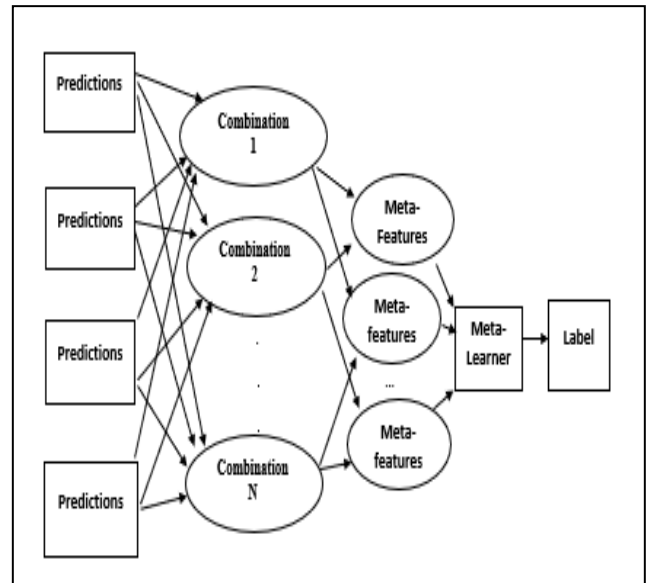 Predictions
Predictions
Predictions
Predictions
Combination
1
Combination
2
.
.
.
Combination
N
Meta-
Features
Meta-
features
...
Meta-
features
Meta-
Learner
Label